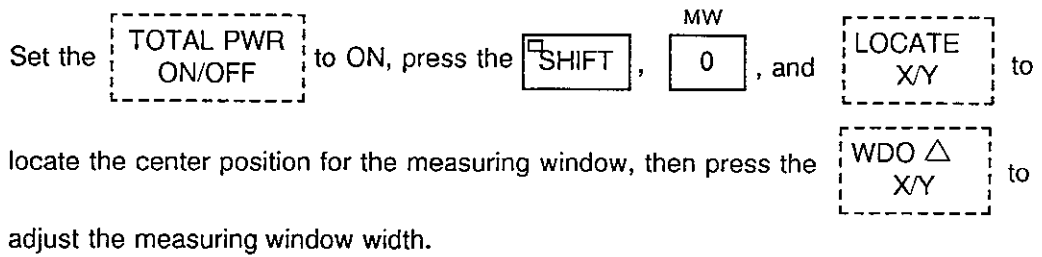 MW
Set the TOTAL PWR ON/OFF to ON, press the SHIFT, 0, and LOCATE X/Y to
locate the center position for the measuring window, then press the WDO △ X/Y to
adjust the measuring window width.